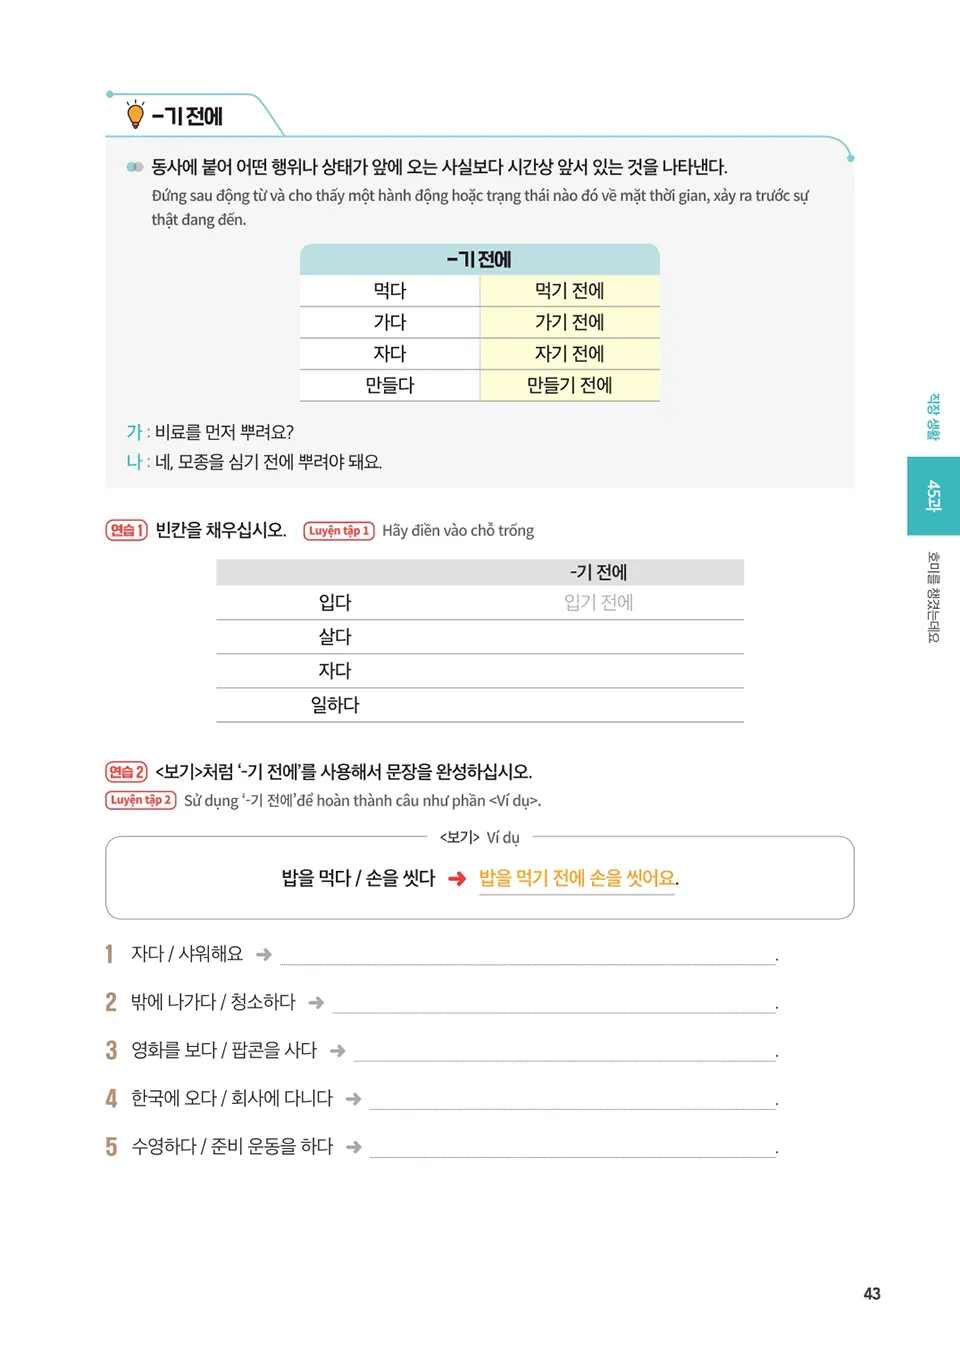 -기 전에
동사에 붙어 어떤 행위나 상태가 앞에 오는 사실보다 시간상 앞서 있는 것을 나타낸다.
Đứng sau động từ và cho thấy một hành động hoặc trạng thái nào đó về mặt thời gian, xảy ra trước sự
thật đang đến.
-기 전에
먹다 먹기 전에
가다 가기 전에
자다 자기 전에
만들다 만들기 전에
가 : 비료를 먼저 뿌려요?
나 : 네, 모종을 심기 전에 뿌려야 돼요.
연습 1 빈칸을 채우십시오. Luyện tập 1 Hãy điền vào chỗ trống
-기 전에
입다 입기 전에
살다
자다
일하다
연습 2 <보기>처럼 ‘-기 전에’를 사용해서 문장을 완성하십시오.
Luyện tập 2 Sử dụng ‘-기 전에’để hoàn thành câu như phần <Ví dụ>.
<보기> Ví dụ
밥을 먹다 / 손을 씻다 ➜ 밥을 먹기 전에 손을 씻어요.
1 자다 / 샤워해요 ➜ .
2 밖에 나가다 / 청소하다 ➜ .
3 영화를 보다 / 팝콘을 사다 ➜ .
4 한국에 오다 / 회사에 다니다 ➜ .
5 수영하다 / 준비 운동을 하다 ➜ .
직장 생활
45과
호미를 챙겼는데요
43